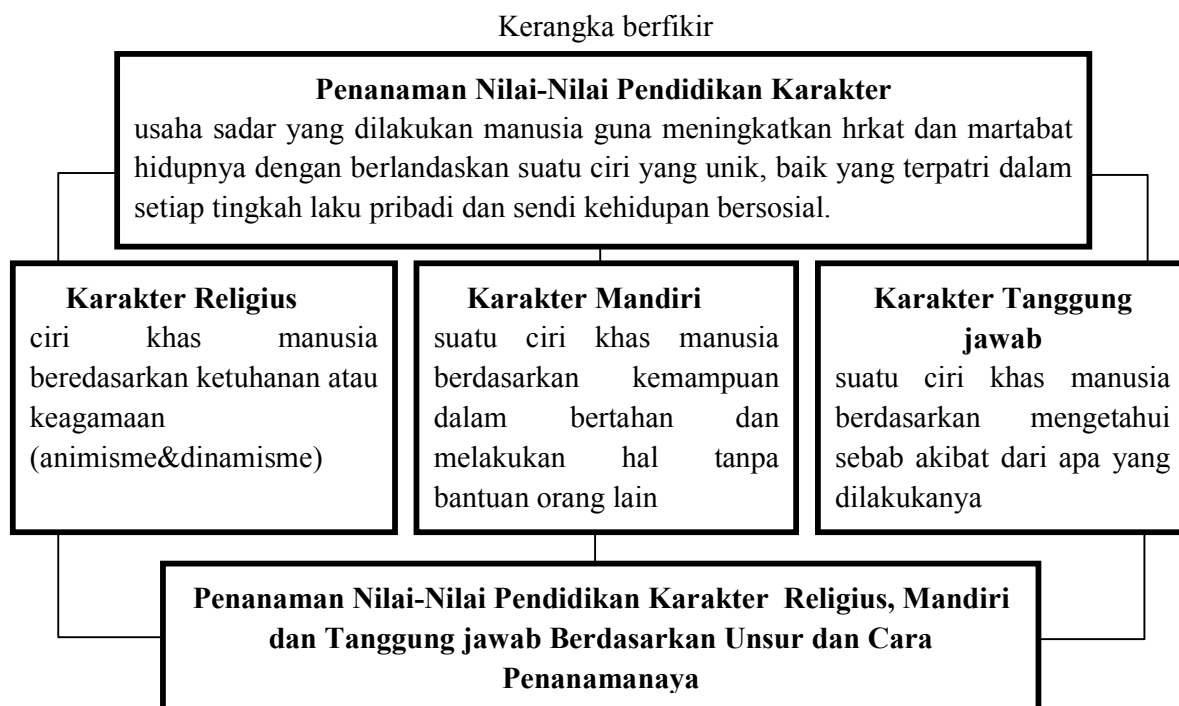 Kerangka berfikir
Penanaman Nilai-Nilai Pendidikan Karakter
usaha sadar yang dilakukan manusia guna meningkatkan hrkat dan martabat
hidupnya dengan berlandaskan suatu ciri yang unik, baik yang terpatri dalam
setiap tingkah laku pribadi dan sendi kehidupan bersosial.
Karakter Religius
ciri khas manusia
beredasarkan ketuhanan atau
keagamaan
(animisme&dinamisme)
Karakter Mandiri
suatu ciri khas manusia
berdasarkan kemampuan
dalam bertahan dan
melakukan hal tanpa
bantuan orang lain
Karakter Tanggung
jawab
suatu ciri khas manusia
berdasarkan mengetahui
sebab akibat dari apa yang
dilakukanya
Penanaman Nilai-Nilai Pendidikan Karakter Religius, Mandiri
dan Tanggung jawab Berdasarkan Unsur dan Cara
Penanamanaya